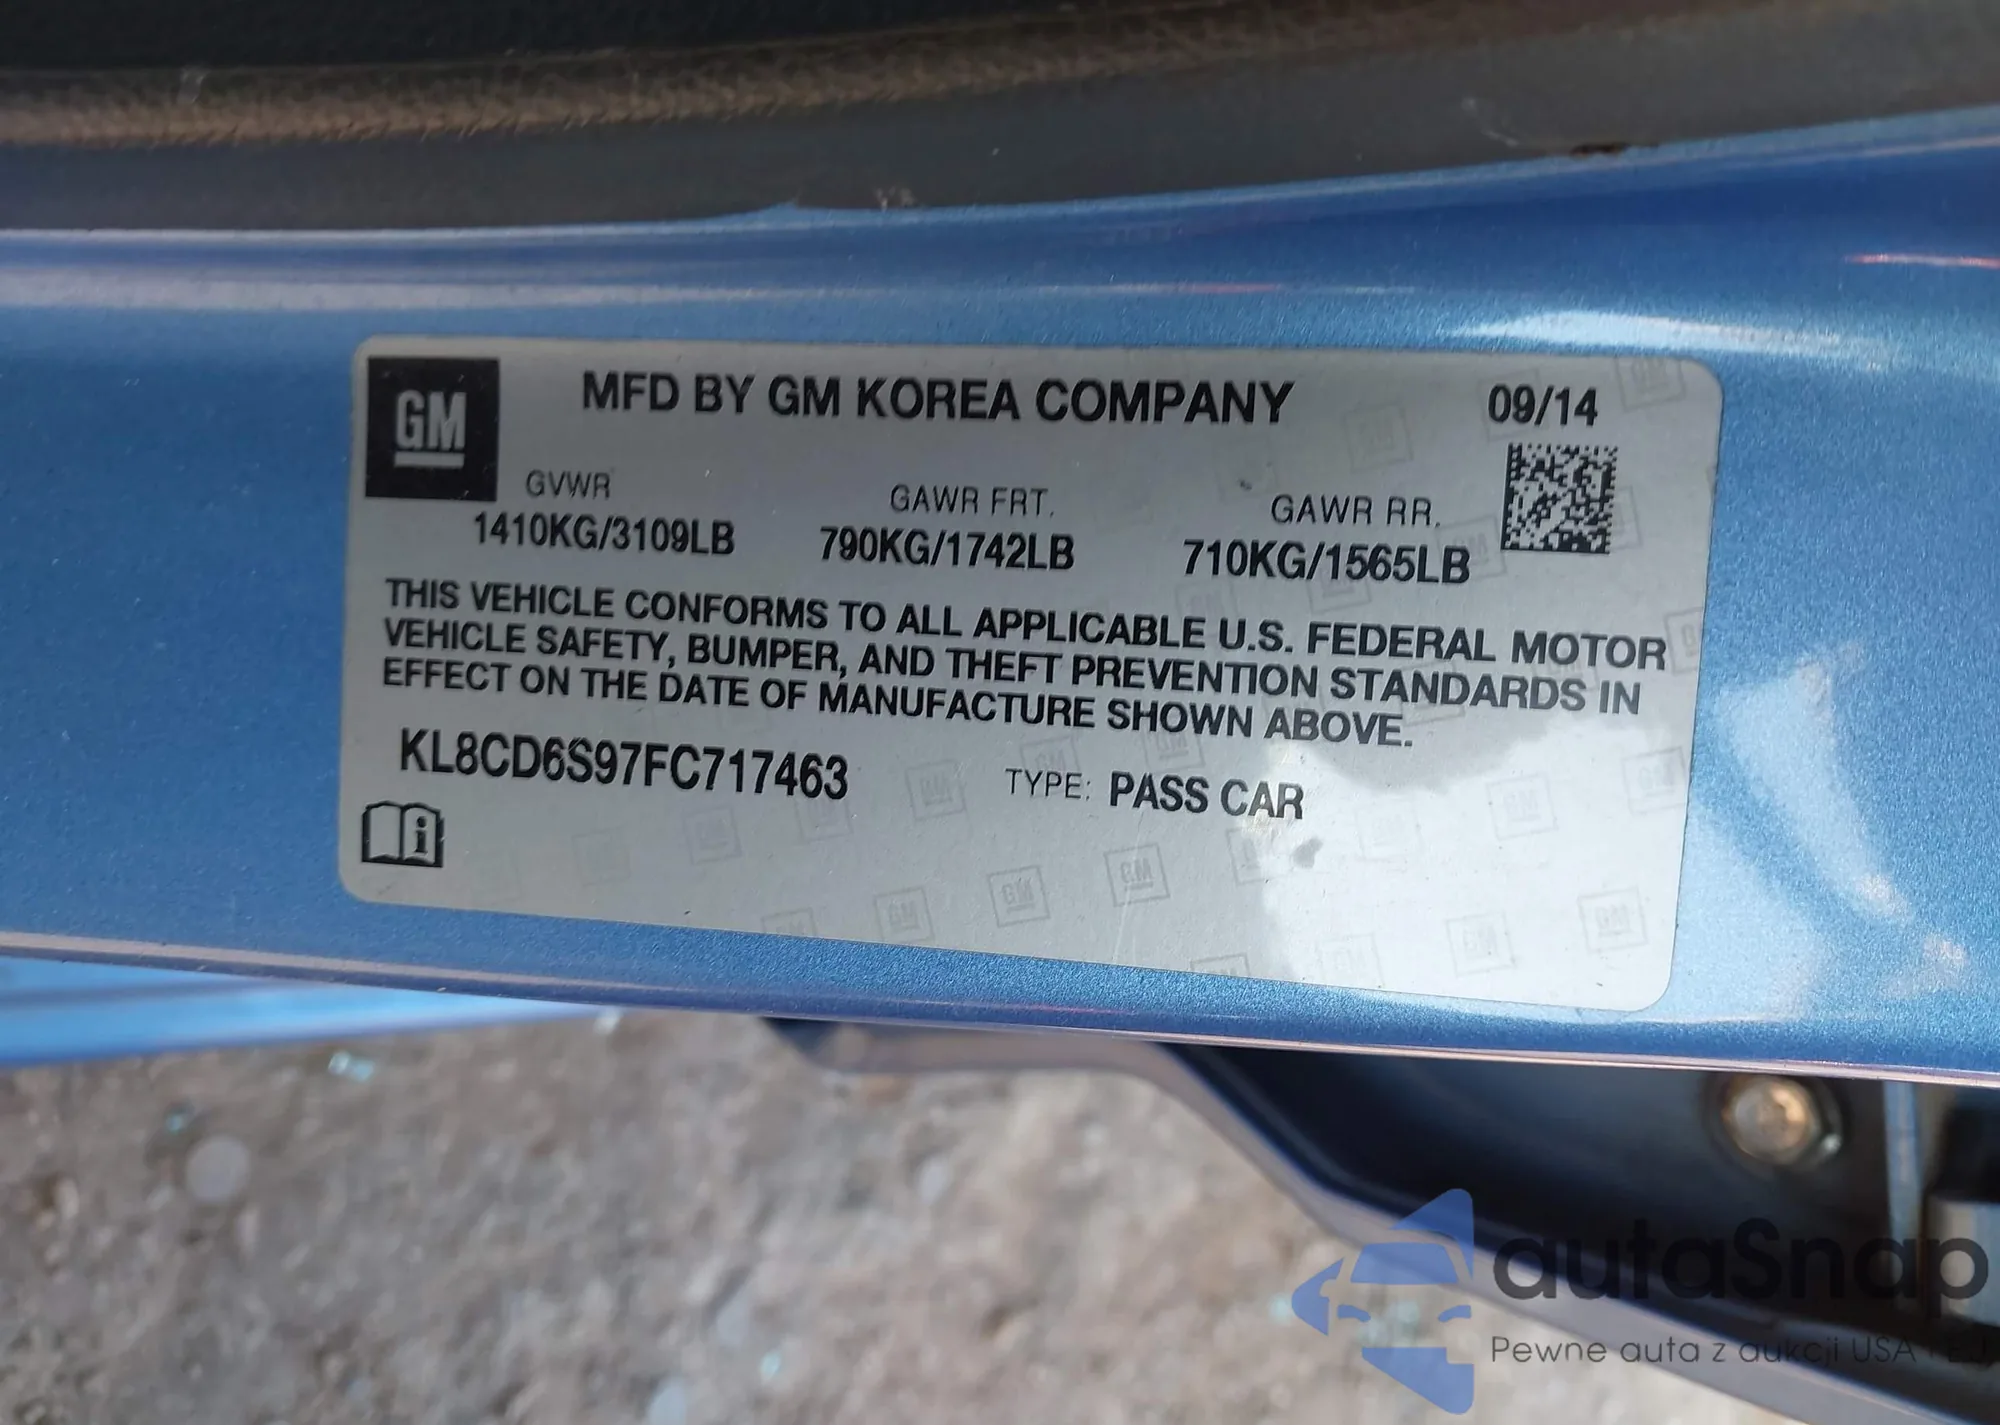 GM
MFD BY GM KOREA COMPANY 09/14
GVWR GAWR FRT. GAWR RR.
1410KG/3109LB 790KG/1742LB 710KG/1565LB
THIS VEHICLE CONFORMS TO ALL APPLICABLE U.S. FEDERAL MOTOR
VEHICLE SAFETY, BUMPER, AND THEFT PREVENTION STANDARDS IN
EFFECT ON THE DATE OF MANUFACTURE SHOWN ABOVE.
KL8CD6S97FC717463 TYPE: PASS CAR
autaSnap
Pewne auta z aukcji USA